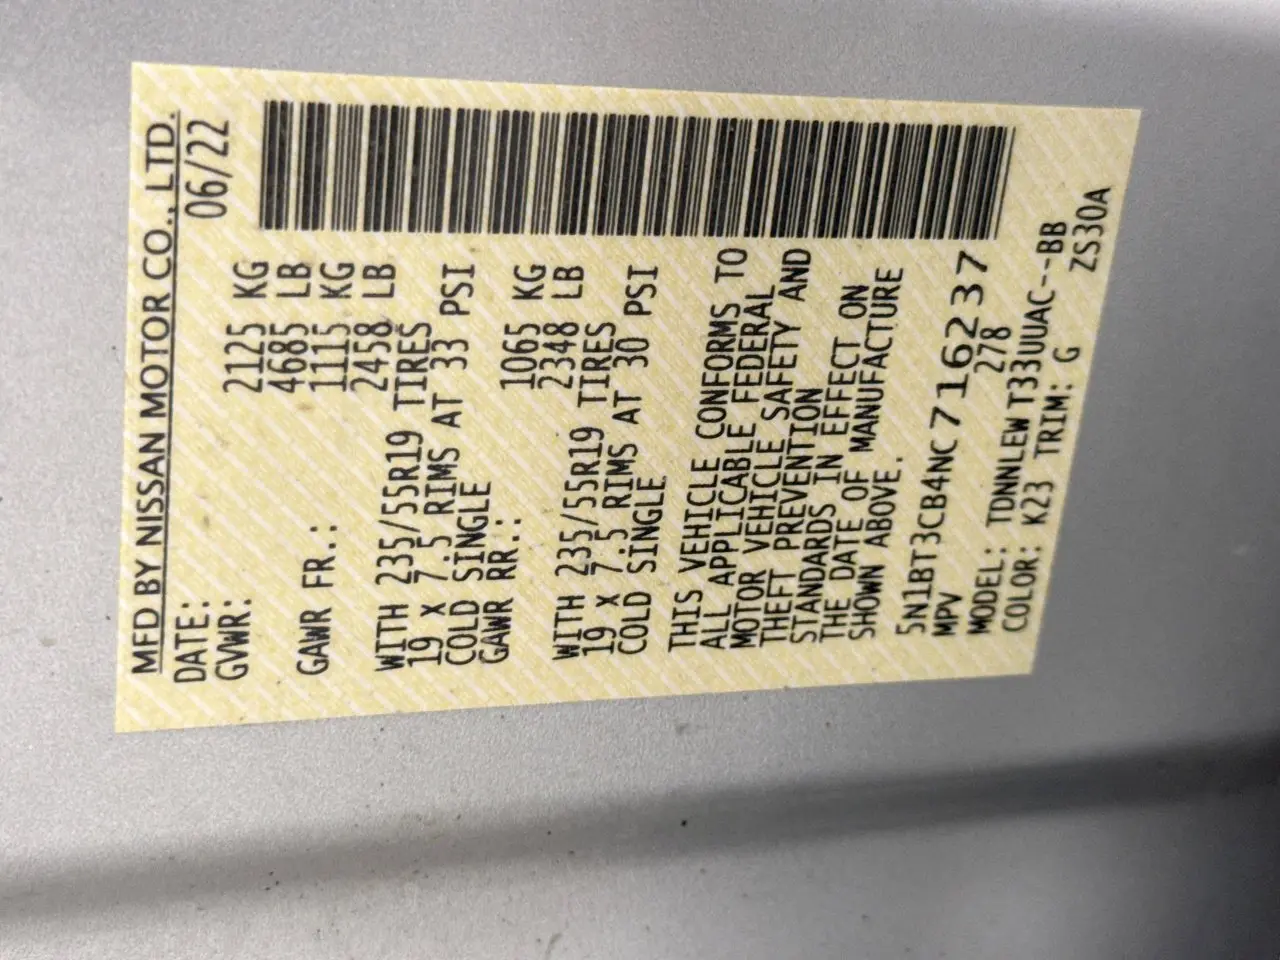 MFD BY NISSAN MOTOR CO., LTD.
DATE: 06/22
GVWR: 2125 KG
4685 LB
GAWR FR.: 1115 KG
2458 LB
WITH 235/55R19 TIRES
19 X 7.5 RIMS AT 33 PSI
COLD SINGLE
GAWR RR.: 1065 KG
2348 LB
WITH 235/55R19 TIRES
19 X 7.5 RIMS AT 30 PSI
COLD SINGLE
THIS VEHICLE CONFORMS TO
ALL APPLICABLE FEDERAL
MOTOR VEHICLE SAFETY AND
THEFT PREVENTION
STANDARDS IN EFFECT ON
THE DATE OF MANUFACTURE
SHOWN ABOVE.
5N1BT3CB4NC716237
MPV 278
MODEL: TDNNLEW T33UUAC--BB
COLOR: K23 TRIM: G ZS30A